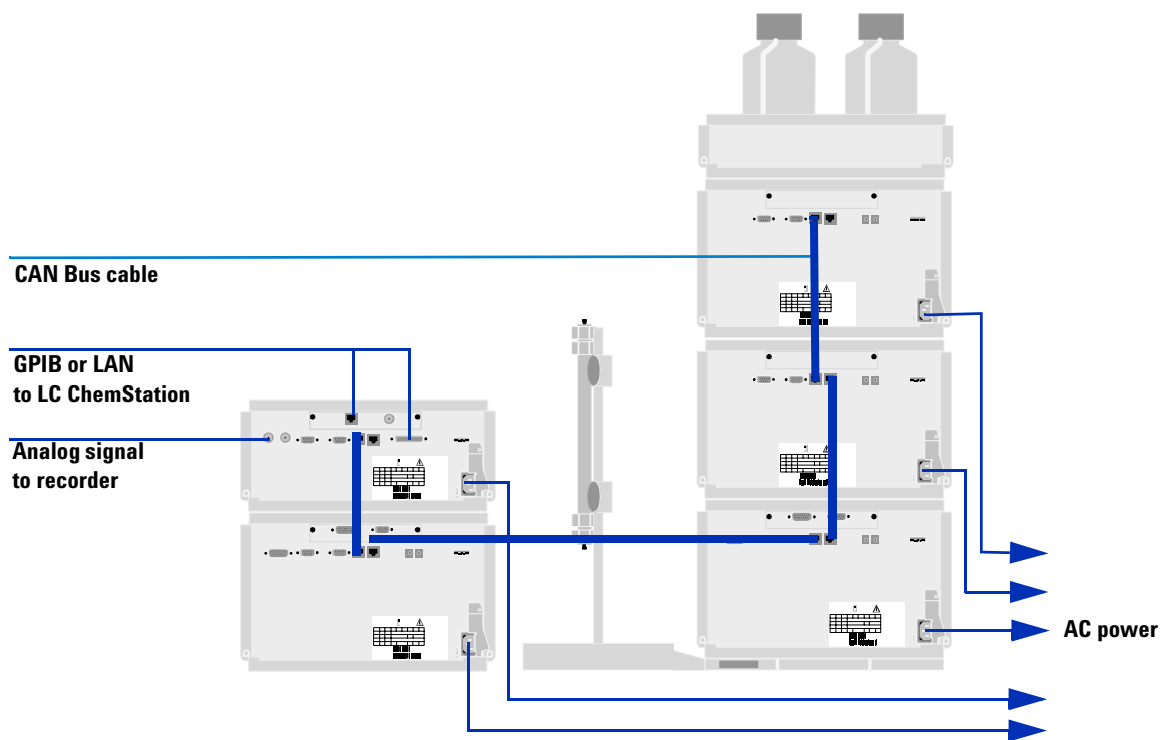 CAN Bus cable
GPIB or LAN
to LC ChemStation
Analog signal
to recorder
AC power